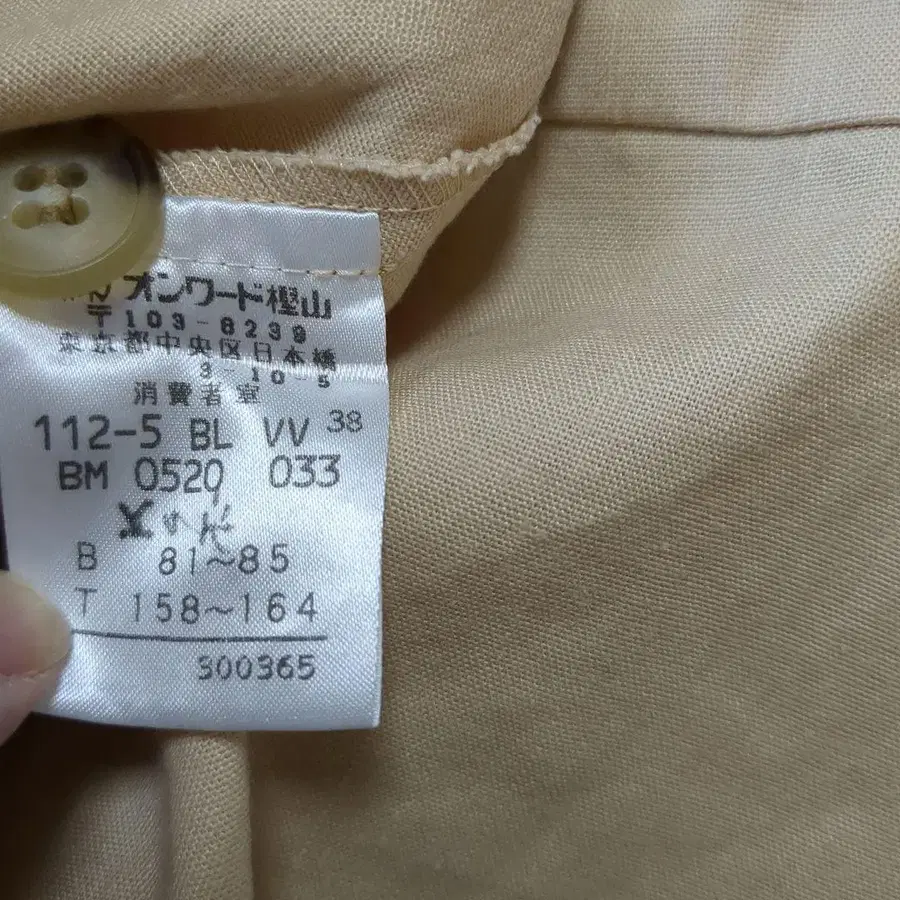 オンワード樫山
〒103-8239
東京都中央区日本橋
3-10-5
消費者室
112-5 BL VV 38
BM 0520 033
B 81~85
T 158~164
300365